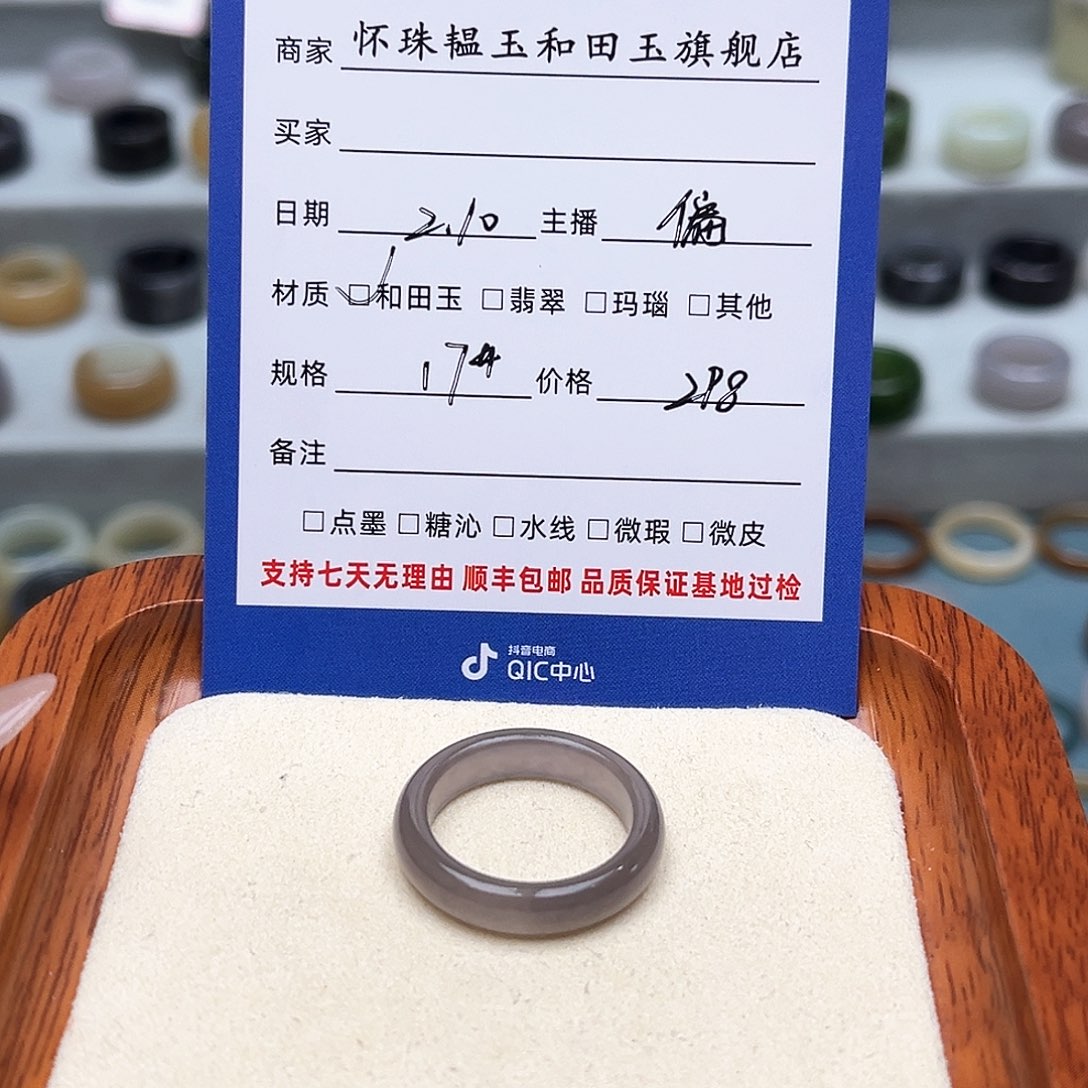 商家 怀珠韫玉和田玉旗舰店
买家
日期 2.10 主播 偏
材质 ☑和田玉 □翡翠 □玛瑙 □其他
规格 17.4 价格 298
备注
□点墨 □糖沁 □水线 □微瑕 □微皮
支持七天无理由 顺丰包邮 品质保证基地过检
抖音电商
QIC中心